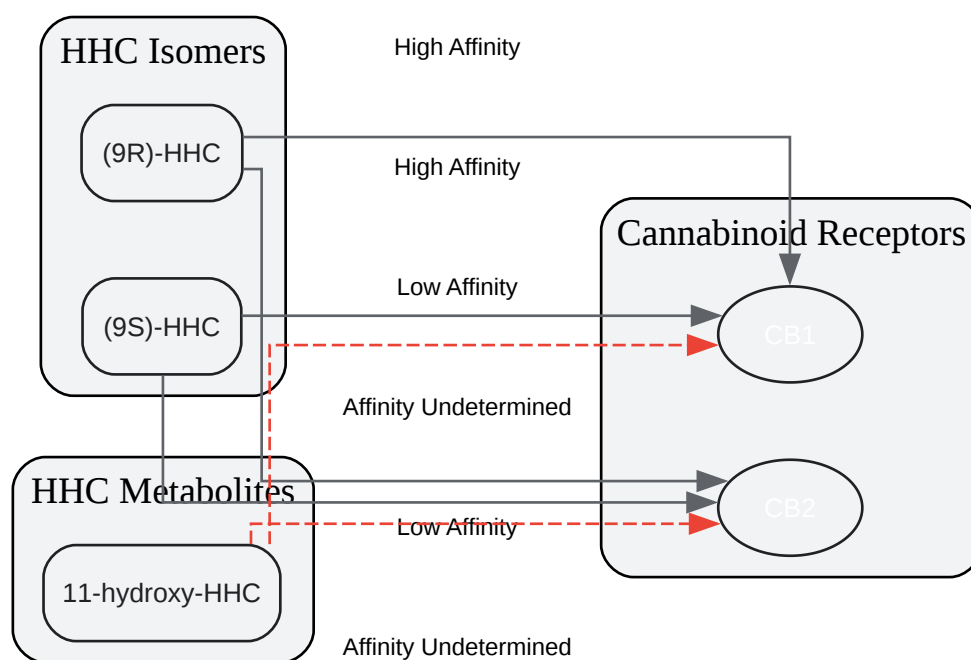 HHC Isomers
High Affinity
(9R)-HHC
High Affinity
Cannabinoid Receptors
Low Affinity
(9S)-HHC
CB1
Affinity Undetermined
HHC Metabolites
CB2
Low Affinity
11-hydroxy-HHC
Affinity Undetermined